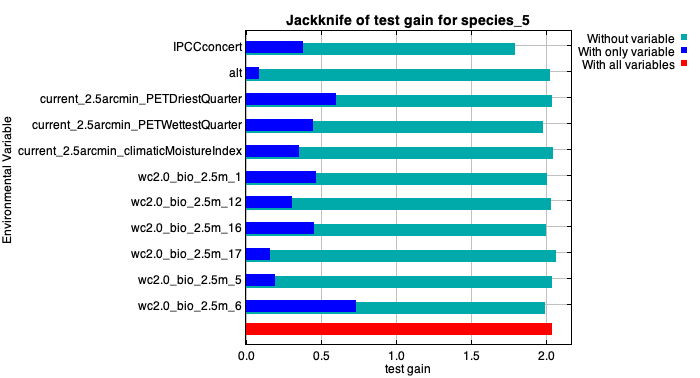 Jackknife of test gain for species_5
Without variable
With only variable
With all variables
Environmental Variable
IPCCconcert
alt
current_2.5arcmin_PETDriestQuarter
current_2.5arcmin_PETWettestQuarter
current_2.5arcmin_climaticMoistureIndex
wc2.0_bio_2.5m_1
wc2.0_bio_2.5m_12
wc2.0_bio_2.5m_16
wc2.0_bio_2.5m_17
wc2.0_bio_2.5m_5
wc2.0_bio_2.5m_6
0.0 0.5 1.0 1.5 2.0
test gain